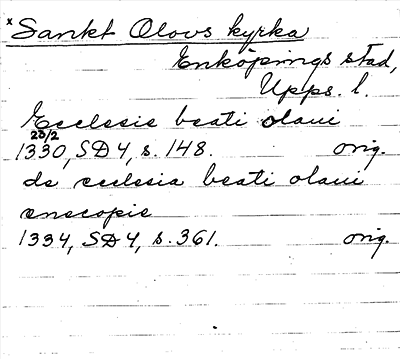 x Sankt Olovs kyrka
Enköpings stad,
Upps. l.
Ecclesie beati olaui
23/2
1330, SD 4, s. 148. orig.
de ecclesia beati olaui
enecopie
1334, SD 4, s. 361. orig.